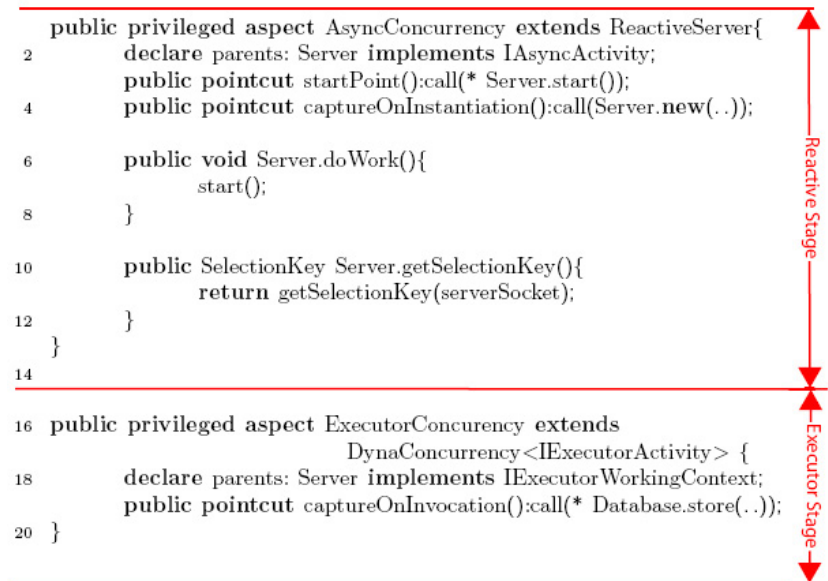 public privileged aspect AsyncConcurrency extends ReactiveServer{
2 declare parents: Server implements IAsyncActivity;
public pointcut startPoint():call(* Server.start());
4 public pointcut captureOnInstantiation():call(Server.new(..));
6 public void Server.doWork(){
start();
8 }
10 public SelectionKey Server.getSelectionKey(){
return getSelectionKey(serverSocket);
12 }
}
14
Reactive Stage
16 public privileged aspect ExecutorConcurency extends
DynaConcurrency<IExecutorActivity> {
18 declare parents: Server implements IExecutorWorkingContext;
public pointcut captureOnInvocation():call(* Database.store(..));
20 }
Executor Stage